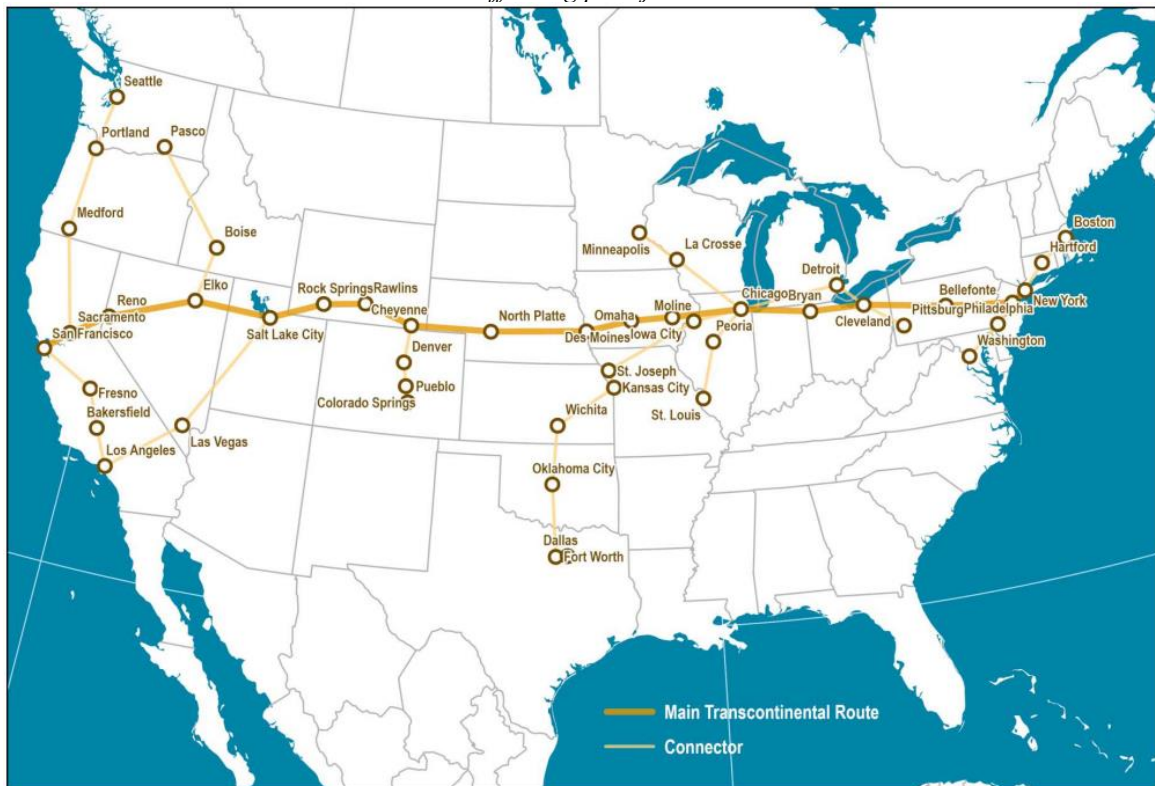 Seattle
Portland
Pasco
Medford
Boise
Boston
Minneapolis
La Crosse
Hartford
Detroit
Elko
Rock Springs
Rawlins
Reno
Sacramento
San Francisco
Salt Lake City
Cheyenne
North Platte
Omaha
Des Moines
Iowa City
Moline
Chicago
Peoria
Bryan
Cleveland
Bellefonte
Pittsburg
Philadelphia
New York
Washington
Denver
Pueblo
Colorado Springs
St. Joseph
Kansas City
St. Louis
Fresno
Bakersfield
Los Angeles
Las Vegas
Wichita
Oklahoma City
Dallas
Fort Worth
Main Transcontinental Route
Connector